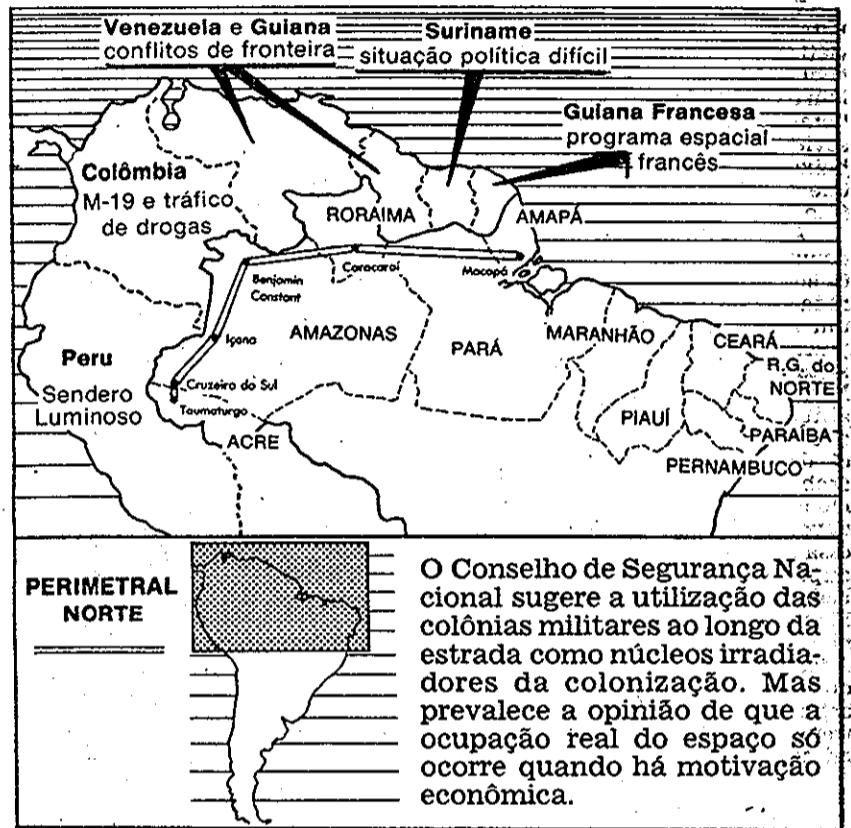 Venezuela e Guiana
conflitos de fronteira
Suriname
situação política difícil
Guiana Francesa
programa espacial
francês
Colômbia
M-19 e tráfico
de drogas
RORAIMA
AMAPÁ
Caracaraí
Macapá
Benjamin
Constant
Içana
AMAZONAS
PARÁ
MARANHÃO
CEARÁ
R.G. do
NORTE
Peru
Sendero
Luminoso
Cruzeiro do Sul
Taumaturgo
ACRE
PIAUÍ
PARAÍBA
PERNAMBUCO
PERIMETRAL
NORTE
O Conselho de Segurança Na-
cional sugere a utilização das
colônias militares ao longo da
estrada como núcleos irradia-
dores da colonização. Mas
prevalece a opinião de que a
ocupação real do espaço só
ocorre quando há motivação
econômica.